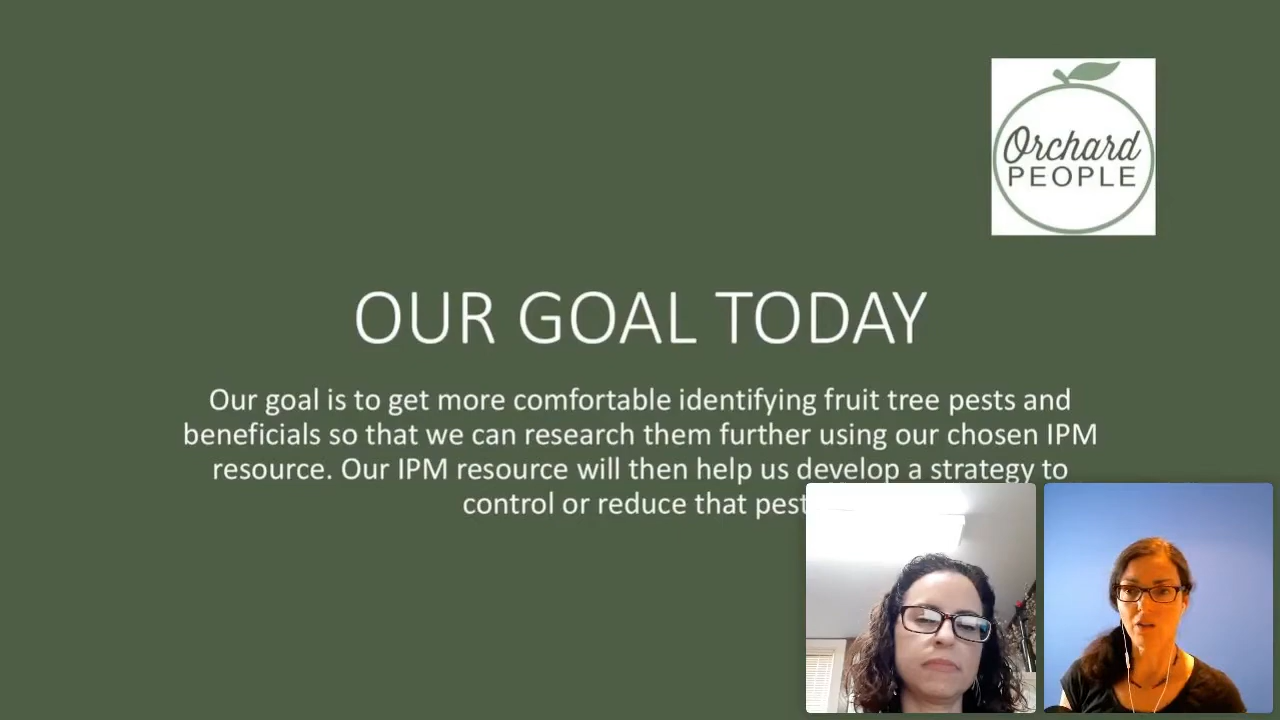 Orchard
PEOPLE
OUR GOAL TODAY
Our goal is to get more comfortable identifying fruit tree pests and
beneficials so that we can research them further using our chosen IPM
resource. Our IPM resource will then help us develop a strategy to
control or reduce that pest